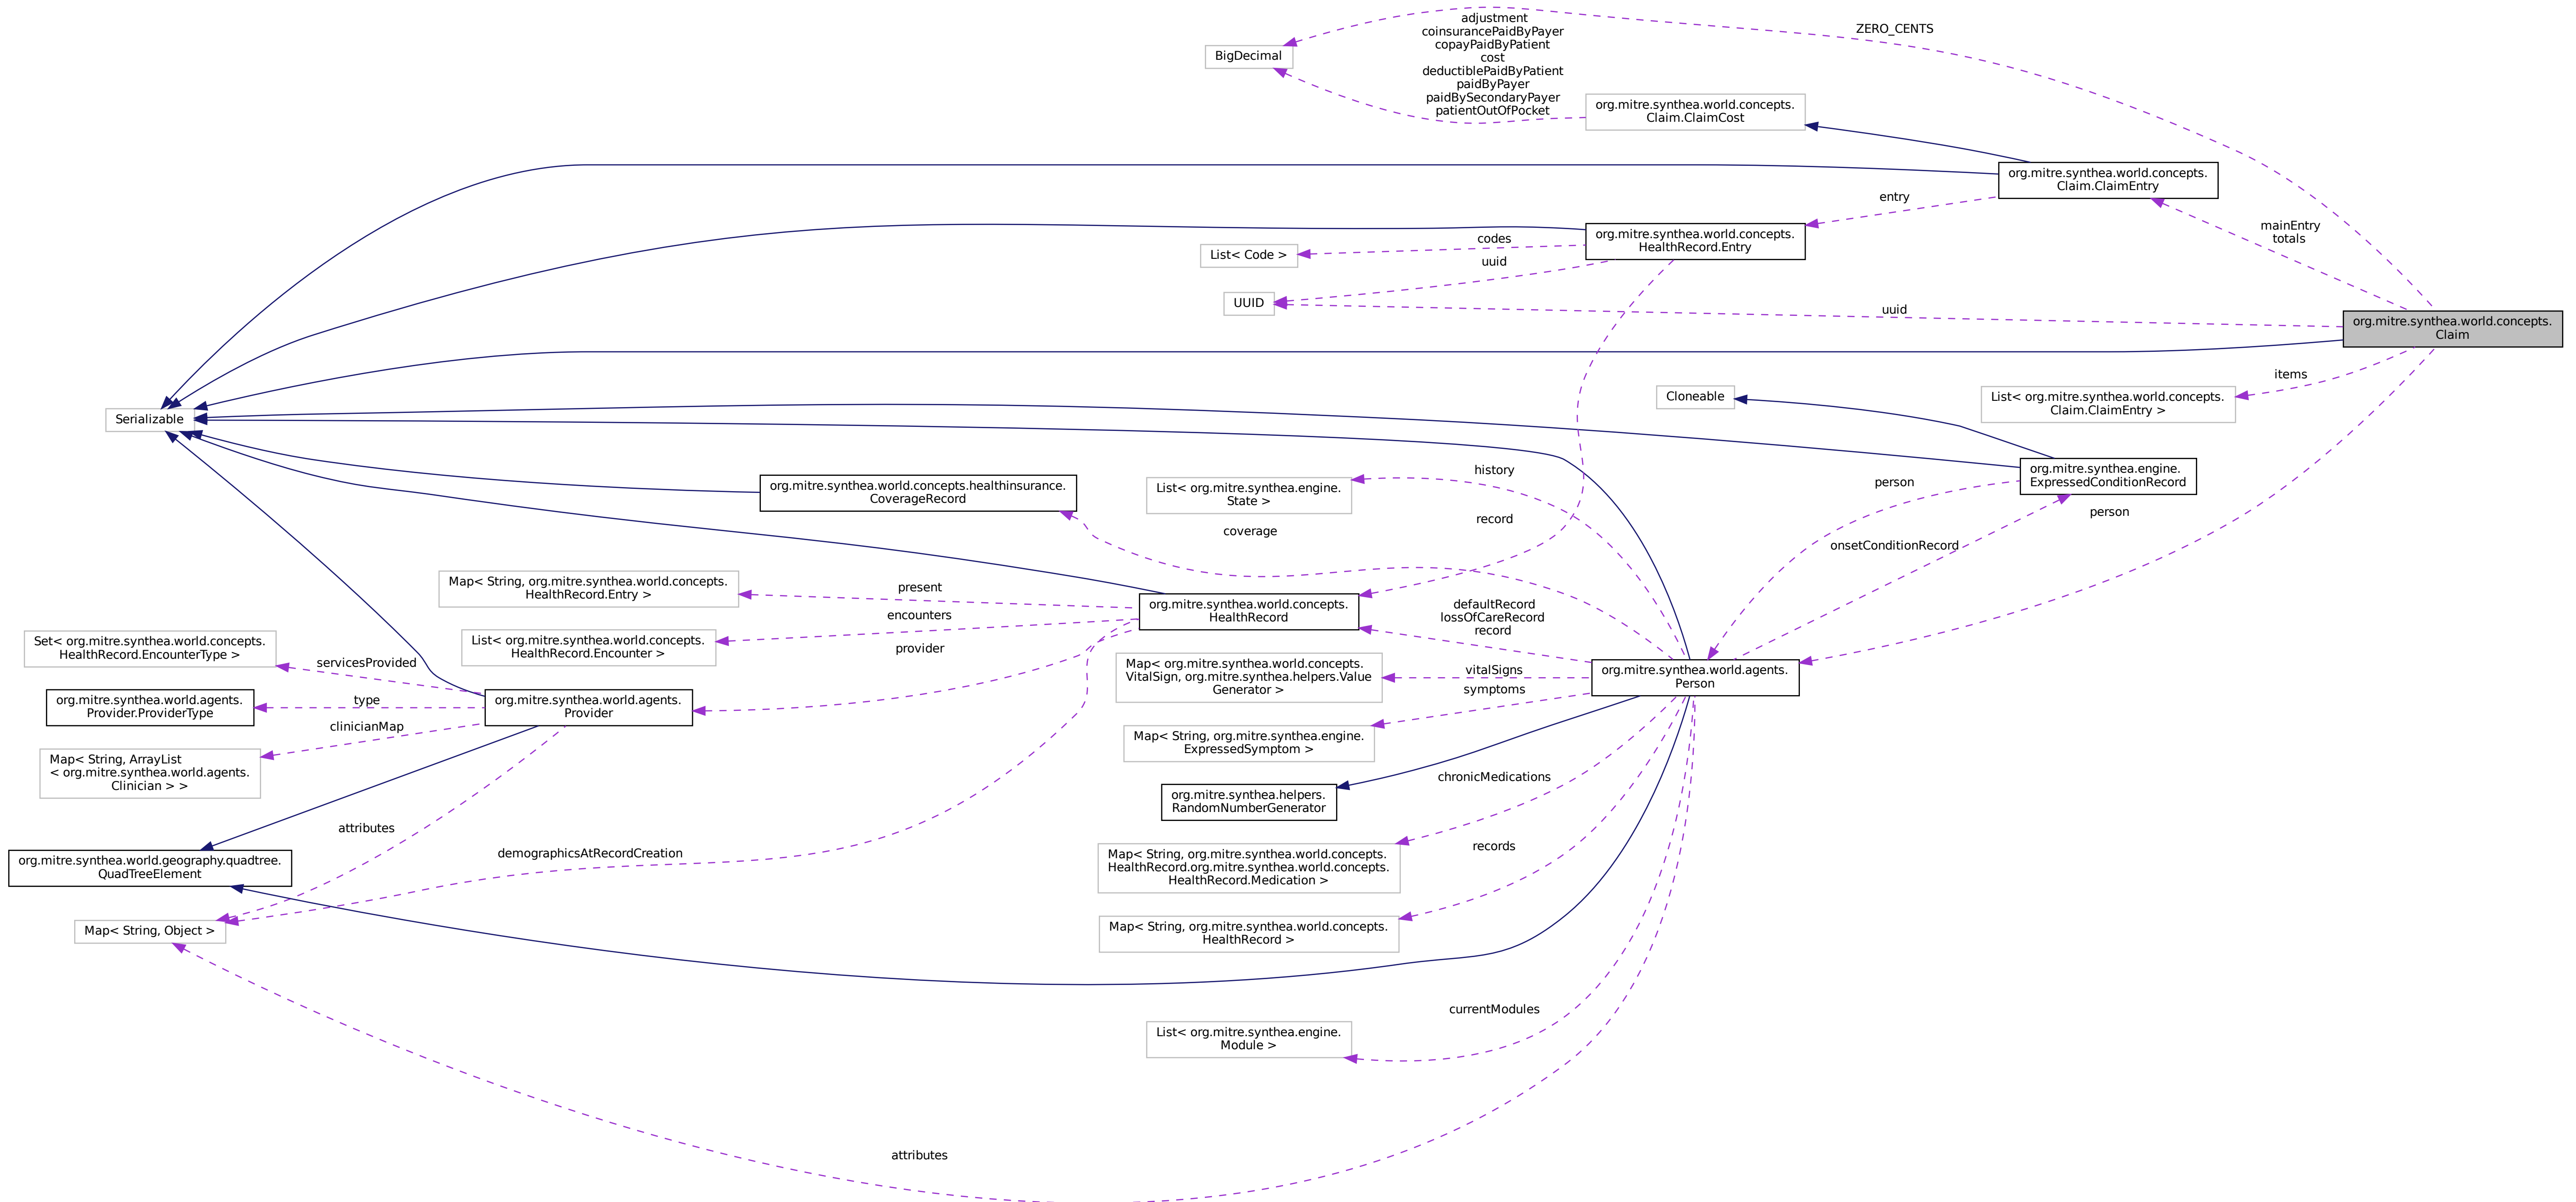 adjustment
coinsurancePaidByPayer
copayPaidByPatient
cost
deductiblePaidByPatient
paidByPayer
paidBySecondaryPayer
patientOutOfPocket
ZERO_CENTS
BigDecimal
org.mitre.synthea.world.concepts.
Claim.ClaimCost
org.mitre.synthea.world.concepts.
Claim.ClaimEntry
entry
mainEntry
totals
org.mitre.synthea.world.concepts.
HealthRecord.Entry
codes
List< Code >
uuid
UUID
uuid
org.mitre.synthea.world.concepts.
Claim
items
List< org.mitre.synthea.world.concepts.
Claim.ClaimEntry >
Cloneable
Serializable
org.mitre.synthea.engine.
ExpressedConditionRecord
person
person
onsetConditionRecord
history
List< org.mitre.synthea.engine.
State >
record
org.mitre.synthea.world.concepts.healthinsurance.
CoverageRecord
coverage
Map< String, org.mitre.synthea.world.concepts.
HealthRecord.Entry >
present
org.mitre.synthea.world.concepts.
HealthRecord
defaultRecord
lossOfCareRecord
record
encounters
List< org.mitre.synthea.world.concepts.
HealthRecord.Encounter >
provider
Set< org.mitre.synthea.world.concepts.
HealthRecord.EncounterType >
servicesProvided
org.mitre.synthea.world.agents.
Provider.ProviderType
type
org.mitre.synthea.world.agents.
Provider
clinicianMap
Map< String, ArrayList
< org.mitre.synthea.world.agents.
Clinician > >
Map< org.mitre.synthea.world.concepts.
VitalSign, org.mitre.synthea.helpers.Value
Generator >
vitalSigns
symptoms
org.mitre.synthea.world.agents.
Person
Map< String, org.mitre.synthea.engine.
ExpressedSymptom >
org.mitre.synthea.helpers.
RandomNumberGenerator
chronicMedications
attributes
org.mitre.synthea.world.geography.quadtree.
QuadTreeElement
demographicsAtRecordCreation
Map< String, org.mitre.synthea.world.concepts.
HealthRecord.org.mitre.synthea.world.concepts.
HealthRecord.Medication >
records
Map< String, Object >
Map< String, org.mitre.synthea.world.concepts.
HealthRecord >
currentModules
List< org.mitre.synthea.engine.
Module >
attributes